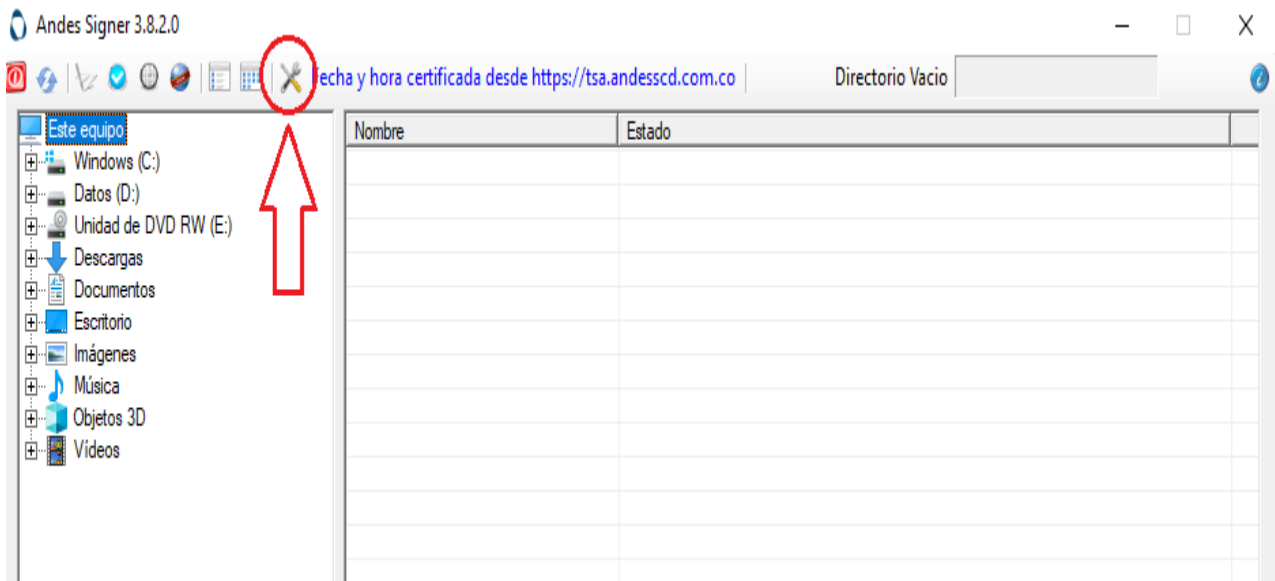 Andes Signer 3.8.2.0
fecha y hora certificada desde https://tsa.andesscd.com.co
Directorio Vacio
Este equipo
Nombre
Estado
Windows (C:)
Datos (D:)
Unidad de DVD RW (E:)
Descargas
Documentos
Escritorio
Imágenes
Música
Objetos 3D
Vídeos